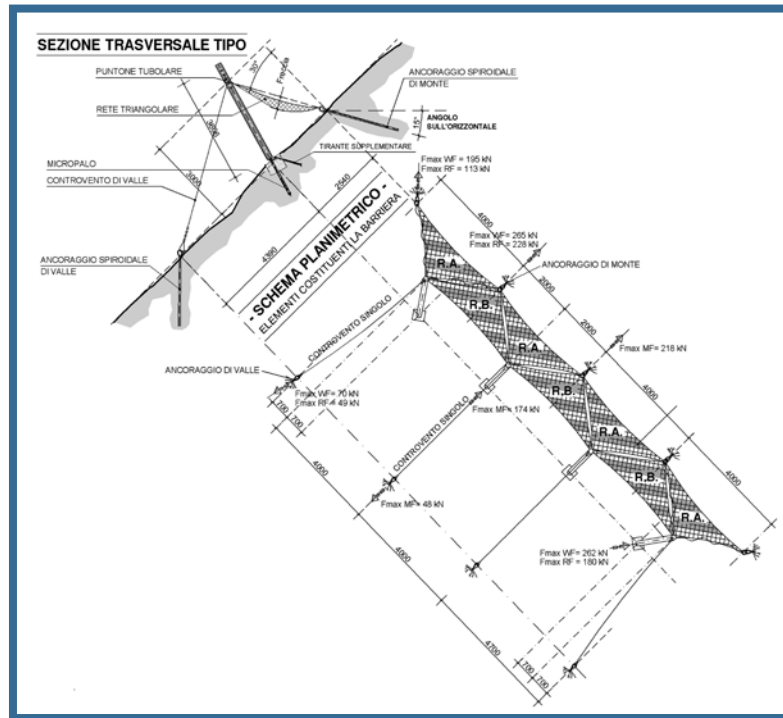 SEZIONE TRASVERSALE TIPO
PUNTONE TUBOLARE
RETE TRIANGOLARE
30°
Freccia
ANCORAGGIO SPIROIDALE
DI MONTE
15°
ANGOLO
SULL'ORIZZONTALE
3690
TIRANTE SUPPLEMENTARE
MICROPALO
CONTROVENTO DI VALLE
3000
Fmax WF = 195 kN
Fmax RF = 113 kN
2540
4390
- SCHEMA PLANIMETRICO -
ELEMENTI COSTITUENTI LA BARRIERA
4000
Fmax WF= 265 kN
Fmax RF = 228 kN
ANCORAGGIO SPIROIDALE
DI VALLE
ANCORAGGIO DI MONTE
R.A.
R.B.
2000
CONTROVENTO SINGOLO
R.A.
2000
Fmax MF= 218 kN
R.B.
ANCORAGGIO DI VALLE
Fmax WF= 70 kN
Fmax RF = 49 kN
700
700
Fmax MF= 174 kN
CONTROVENTO SINGOLO
R.A.
4000
R.B.
4000
R.A.
4000
Fmax MF= 48 kN
Fmax WF= 262 kN
Fmax RF = 180 kN
4000
4700
700
700